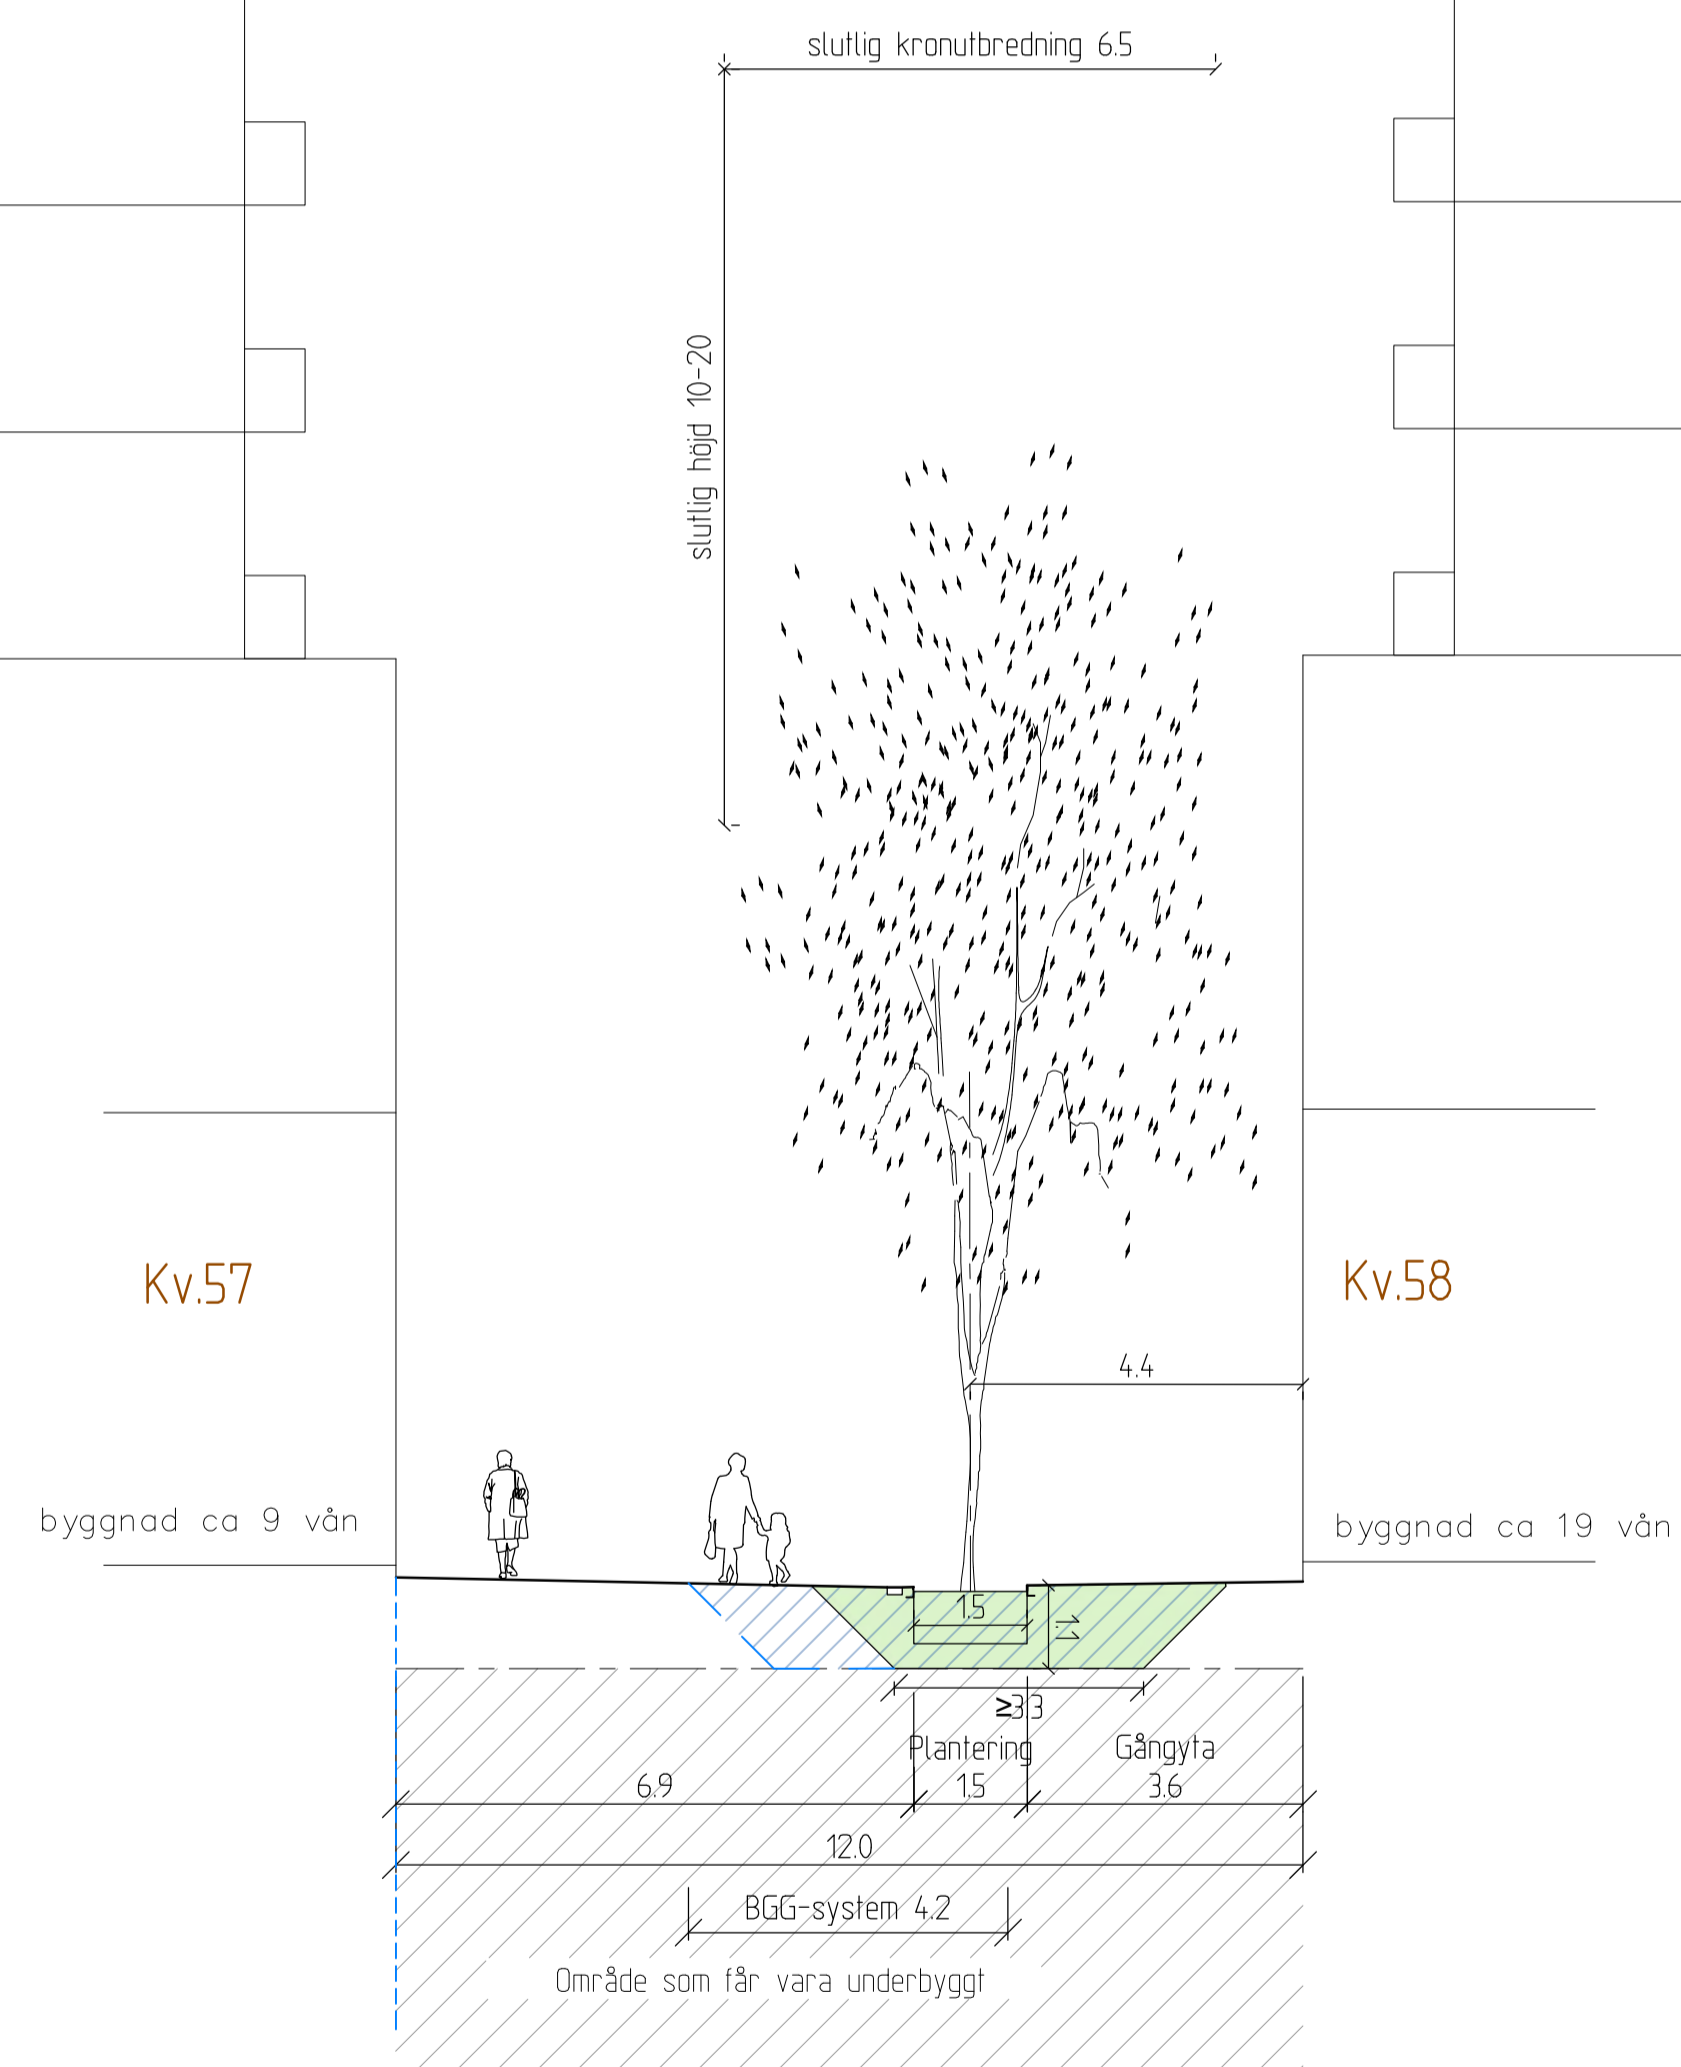 slutlig kronutbredning 6.5
slutlig höjd 10-20
Kv.57
Kv.58
4.4
byggnad ca 9 vån
byggnad ca 19 vån
1.5
1.1
≥3.3
Plantering
Gångyta
6.9
1.5
3.6
12.0
BGG-system 4.2
Område som får vara underbyggt